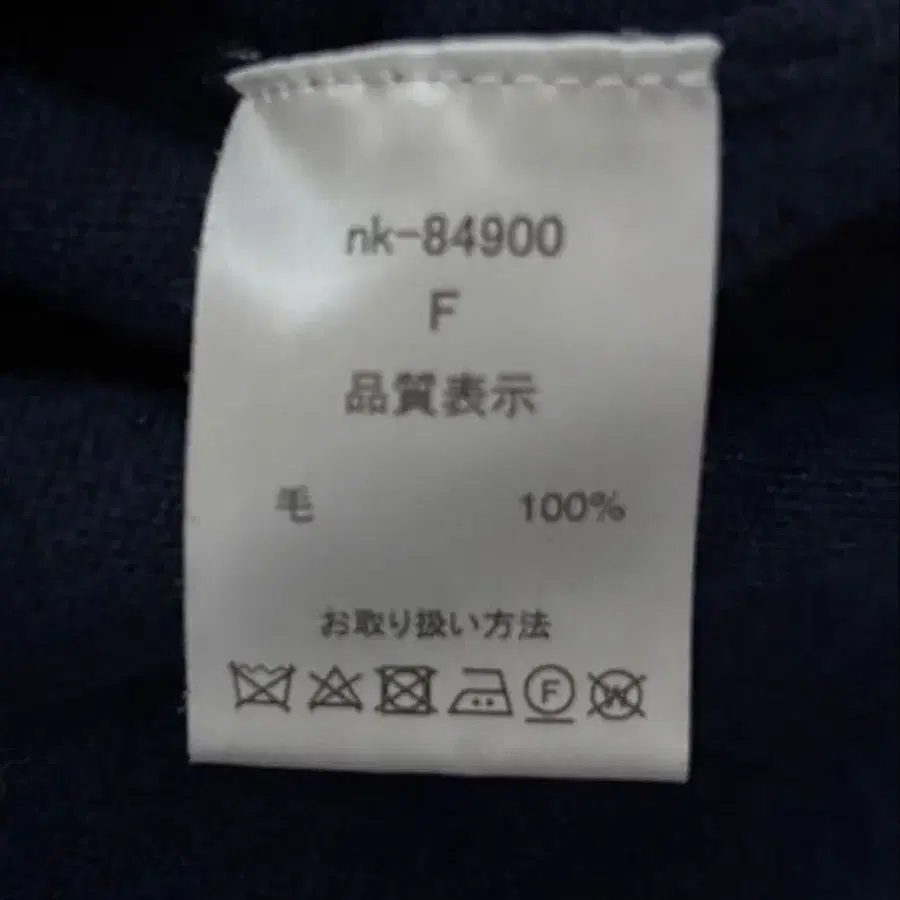 nk-84900
F
品質表示
毛 100%
お取り扱い方法
F W